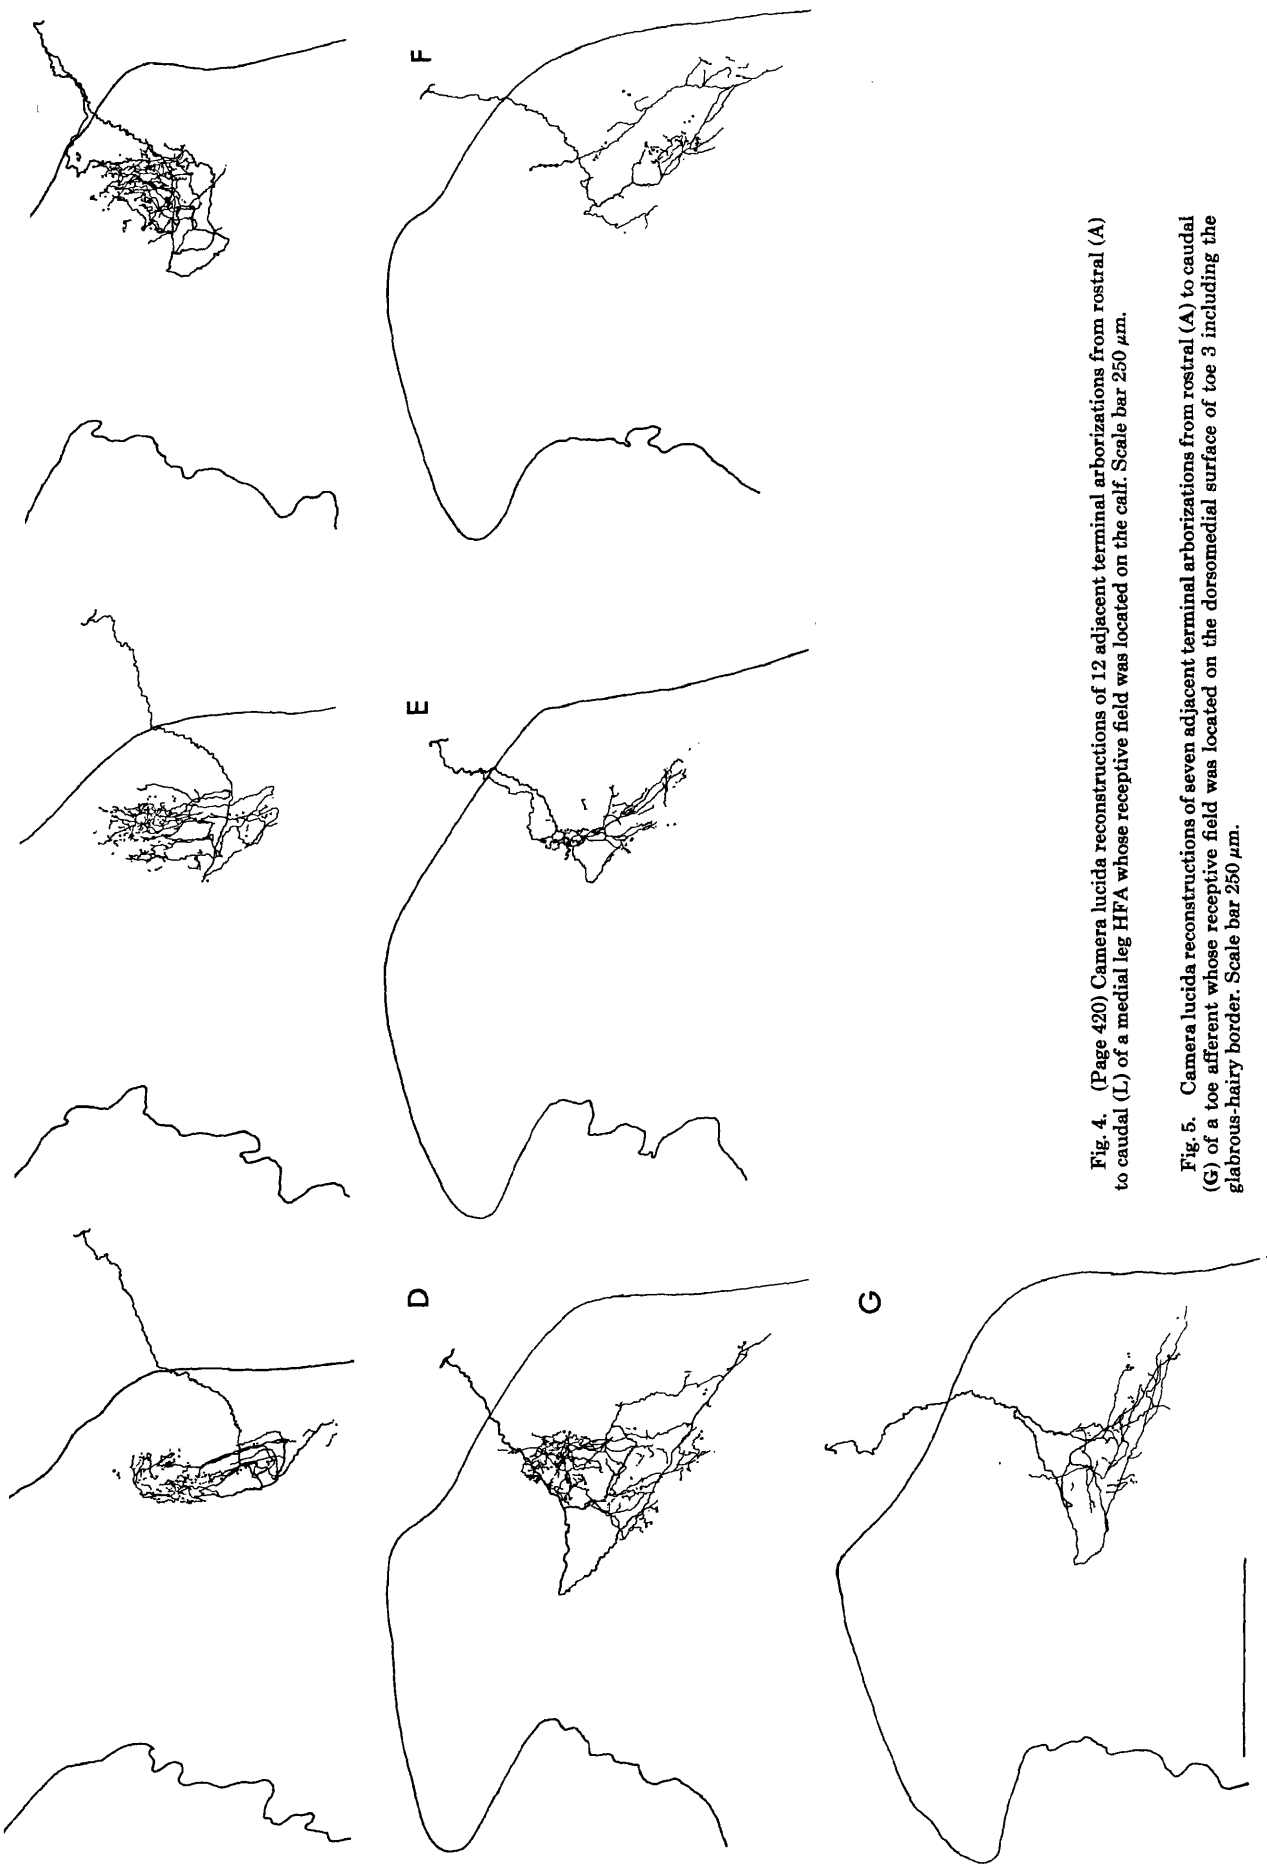 D
E
F
G
Fig. 4. (Page 420) Camera lucida reconstructions of 12 adjacent terminal arborizations from rostral (A)
to caudal (L) of a medial leg HFA whose receptive field was located on the calf. Scale bar 250 μm.
Fig. 5. Camera lucida reconstructions of seven adjacent terminal arborizations from rostral (A) to caudal
(G) of a toe afferent whose receptive field was located on the dorsomedial surface of toe 3 including the
glabrous-hairy border. Scale bar 250 μm.